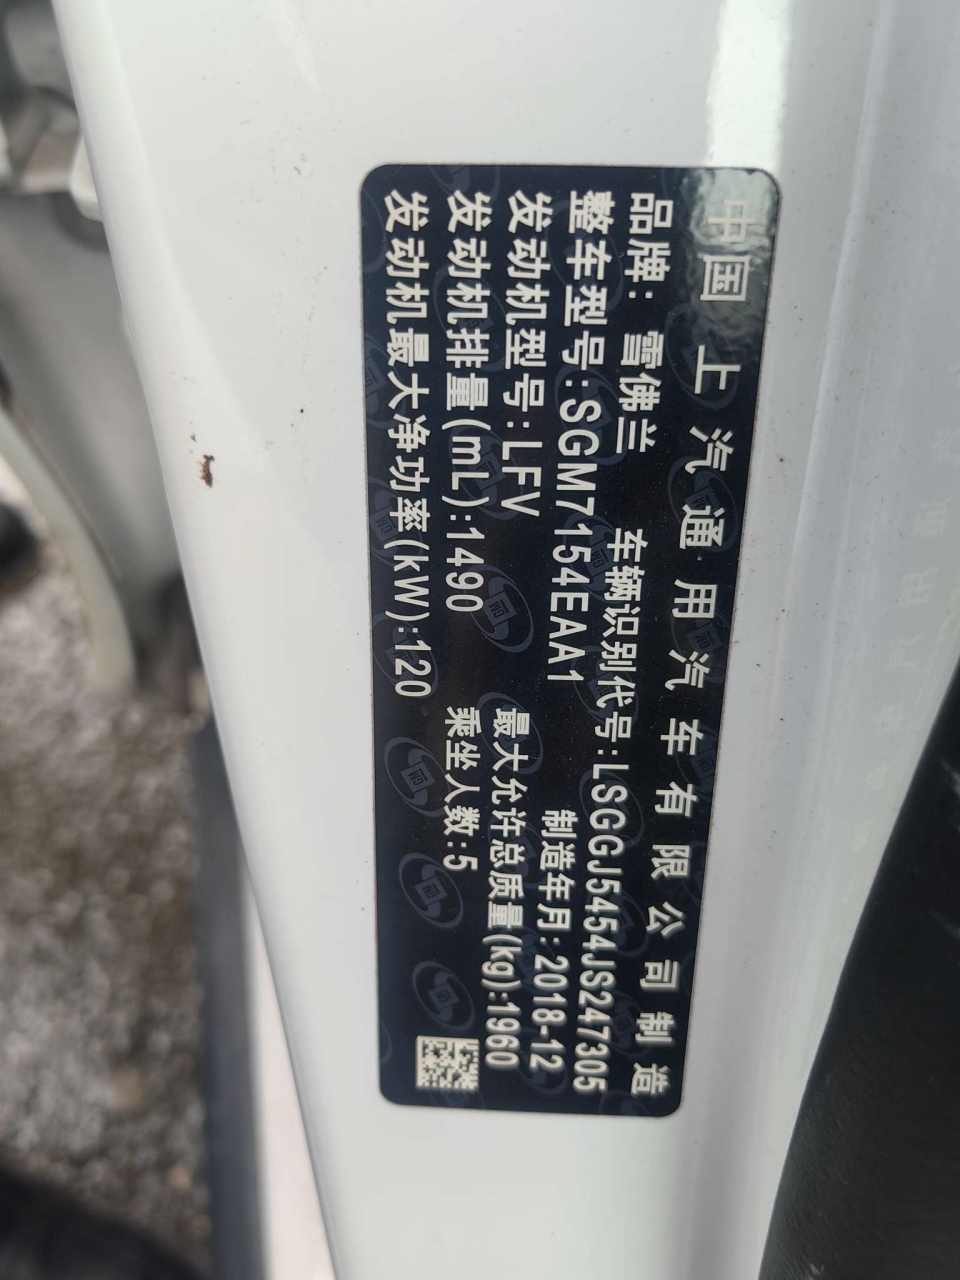 中国 上汽通用汽车有限公司制造
品牌: 雪佛兰 车辆识别代号:LSGGJ5454JS247305
整车型号:SGM7154EAA1 制造年月:2018-12
发动机型号:LFV 最大允许总质量(kg):1960
发动机排量(mL):1490 乘坐人数:5
发动机最大净功率(kW):120